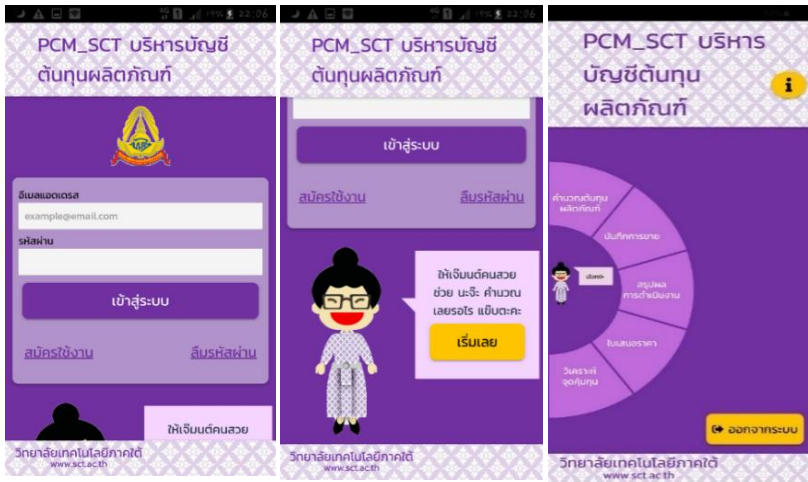 4G 19% 22:06
PCM_SCT บริหารบัญชี
ต้นทุนผลิตภัณฑ์
อีเมลแอดเดรส
example@email.com
รหัสผ่าน
เข้าสู่ระบบ
สมัครใช้งาน ลืมรหัสผ่าน
ให้เจ๊มนต์คนสวย
วิทยาลัยเทคโนโลยีภาคใต้
www.sct.ac.th
4G 19% 22:06
PCM_SCT บริหารบัญชี
ต้นทุนผลิตภัณฑ์
เข้าสู่ระบบ
สมัครใช้งาน ลืมรหัสผ่าน
ให้เจ๊มนต์คนสวย
ช่วย นะจ๊ะ คำนวณ
เลยรอไร แข๊บตะคะ
เริ่มเลย
วิทยาลัยเทคโนโลยีภาคใต้
www.sct.ac.th
PCM_SCT บริหาร
บัญชีต้นทุน
ผลิตภัณฑ์
i
คำนวณต้นทุน
ผลิตภัณฑ์
บันทึกการขาย
สรุปผล
การดำเนินงาน
ใบเสนอราคา
วิเคราะห์
จุดคุ้มทุน
ออกจากระบบ
วิทยาลัยเทคโนโลยีภาคใต้
www.sct.ac.th